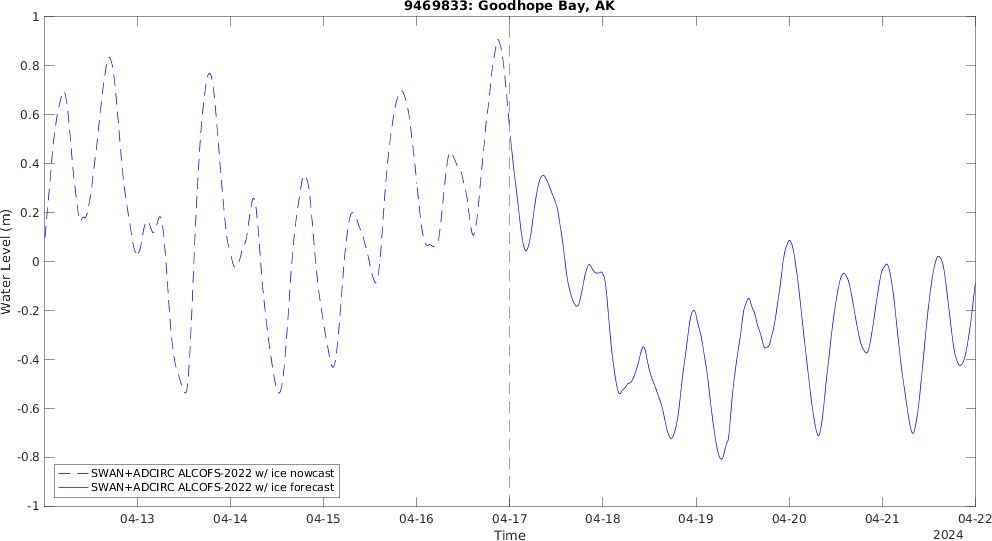 9469833: Goodhope Bay, AK
1
0.8
0.6
0.4
0.2
0
-0.2
-0.4
-0.6
-0.8
-1
Water Level (m)
SWAN+ADCIRC ALCOFS-2022 w/ ice nowcast
SWAN+ADCIRC ALCOFS-2022 w/ ice forecast
04-13 04-14 04-15 04-16 04-17 04-18 04-19 04-20 04-21 04-22
Time
2024